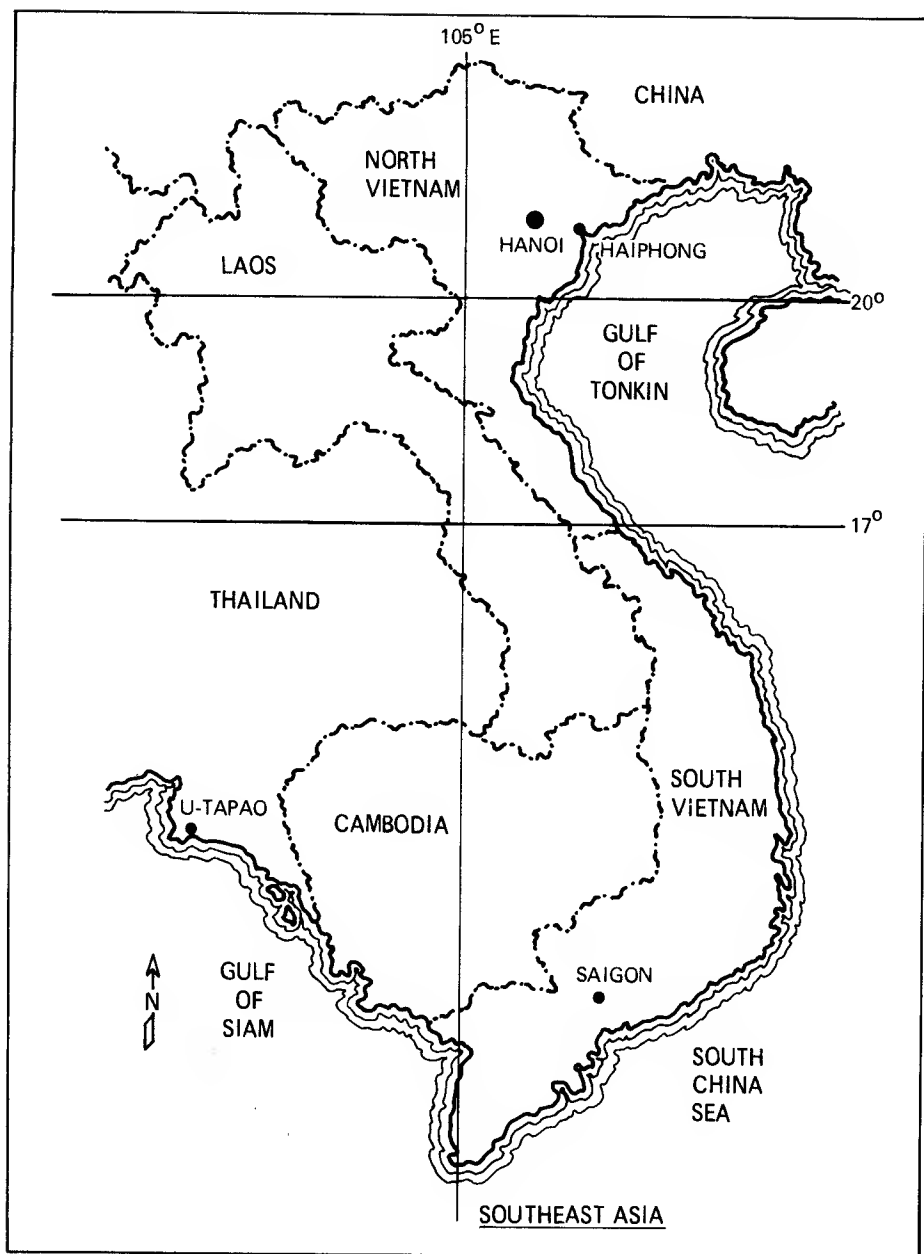 105° E
CHINA
NORTH
VIETNAM
HANOI
HAIPHONG
LAOS
20°
GULF
OF
TONKIN
17°
THAILAND
SOUTH
VIETNAM
U-TAPAO
CAMBODIA
SAIGON
GULF
OF
SIAM
N
SOUTH
CHINA
SEA
SOUTHEAST ASIA